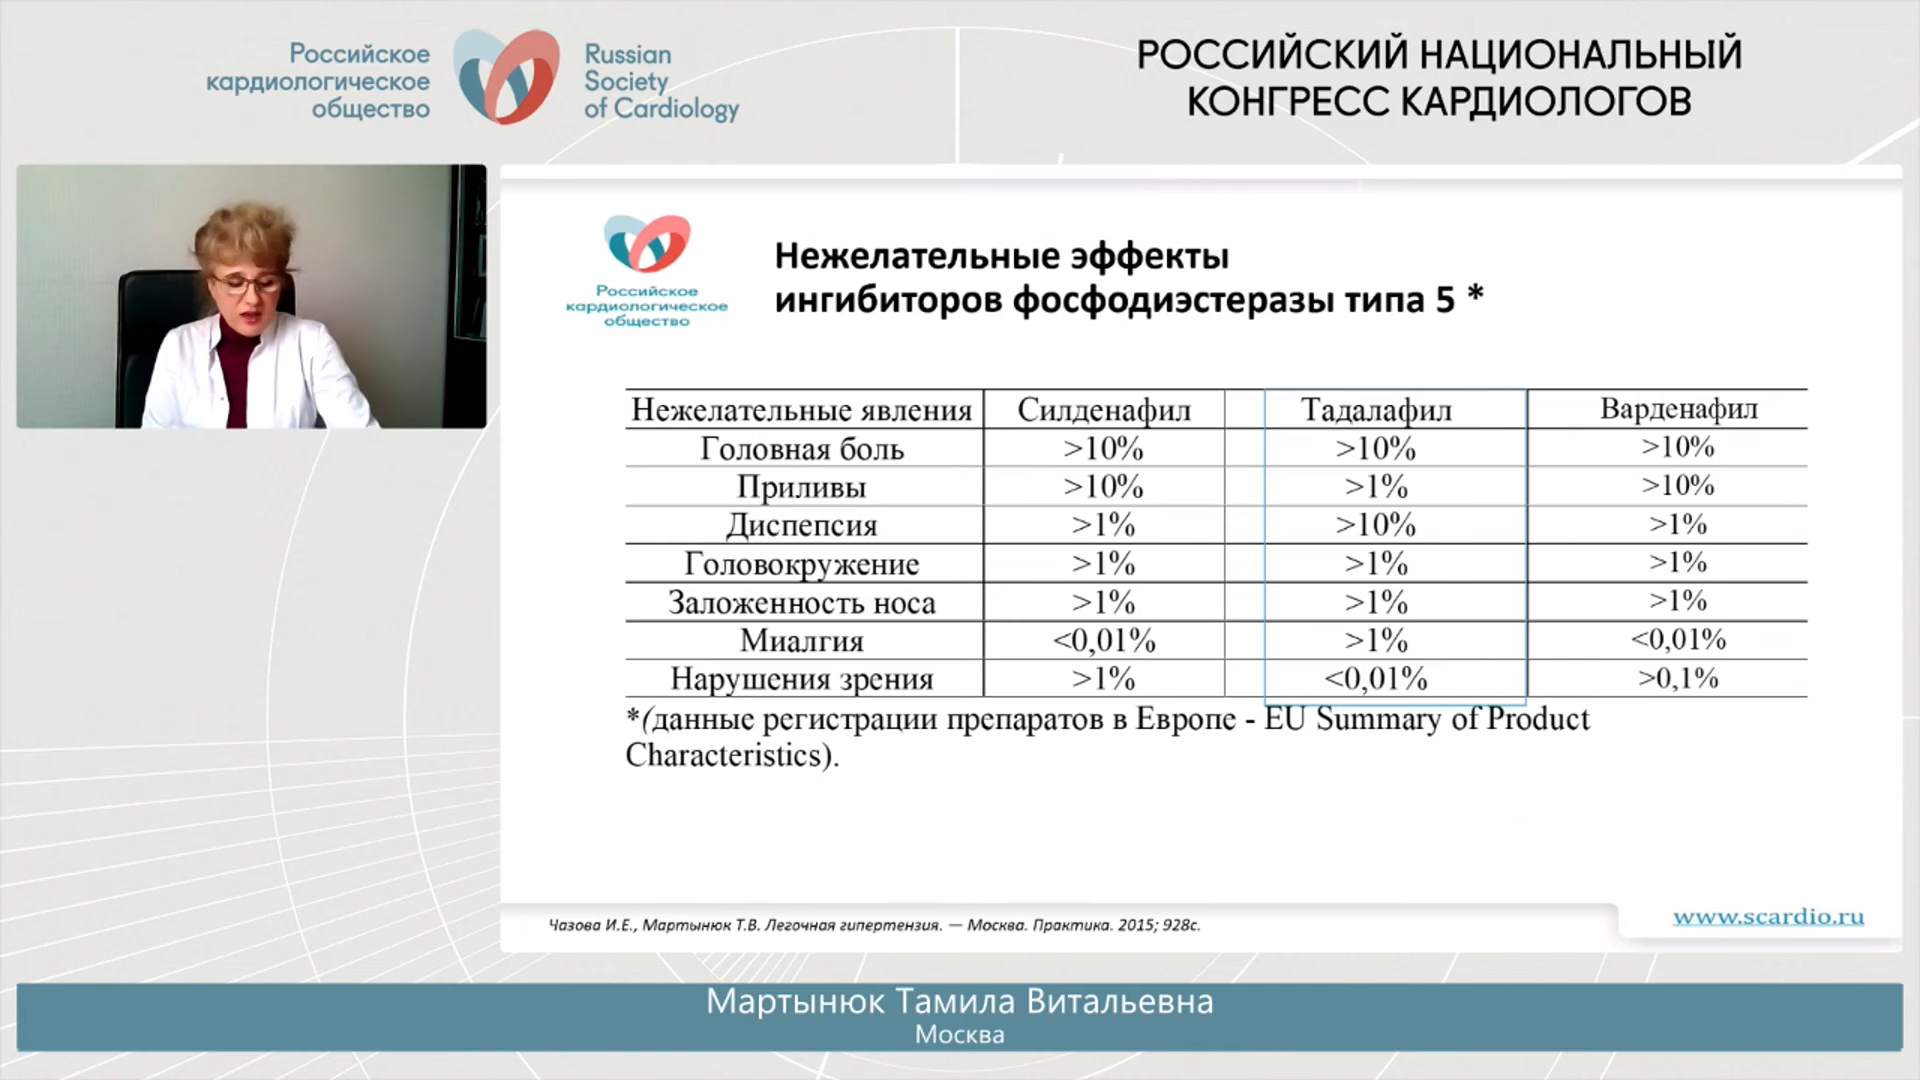 Российское
кардиологическое
общество
Russian
Society
of Cardiology
РОССИЙСКИЙ НАЦИОНАЛЬНЫЙ
КОНГРЕСС КАРДИОЛОГОВ
Российское
кардиологическое
общество
Нежелательные эффекты
ингибиторов фосфодиэстеразы типа 5 *
Нежелательные явления Силденафил Тадалафил Варденафил
Головная боль >10% >10% >10%
Приливы >10% >1% >10%
Диспепсия >1% >10% >1%
Головокружение >1% >1% >1%
Заложенность носа >1% >1% >1%
Миалгия <0,01% >1% <0,01%
Нарушения зрения >1% <0,01% >0,1%
*(данные регистрации препаратов в Европе - EU Summary of Product
Characteristics).
Чазова И.Е., Мартынюк Т.В. Легочная гипертензия. — Москва. Практика. 2015; 928с.
www.scardio.ru
Мартынюк Тамила Витальевна
Москва